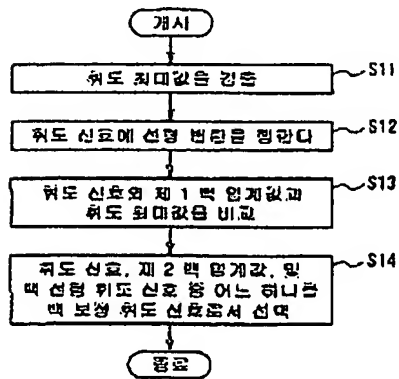 개시
휘도 최대값을 검출
S11
휘도 신호에 선형 변환을 행한다
S12
휘도 신호와 제 1 백 임계값과
휘도 최대값을 비교
S13
휘도 신호, 제 2 백 임계값, 및
백 선형 휘도 신호 중 어느 하나를
백 보정 휘도 신호로서 선택
S14
종료